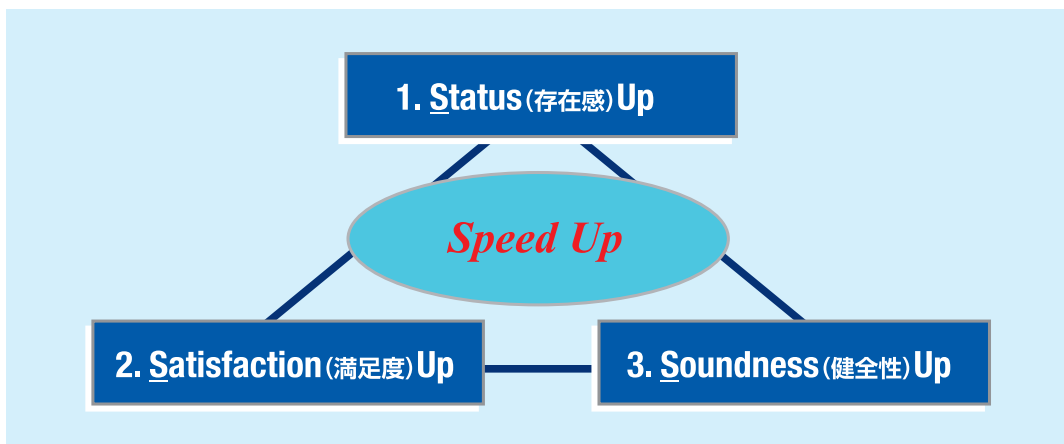 1. Status（存在感）Up
Speed Up
2. Satisfaction（満足度）Up
3. Soundness（健全性）Up